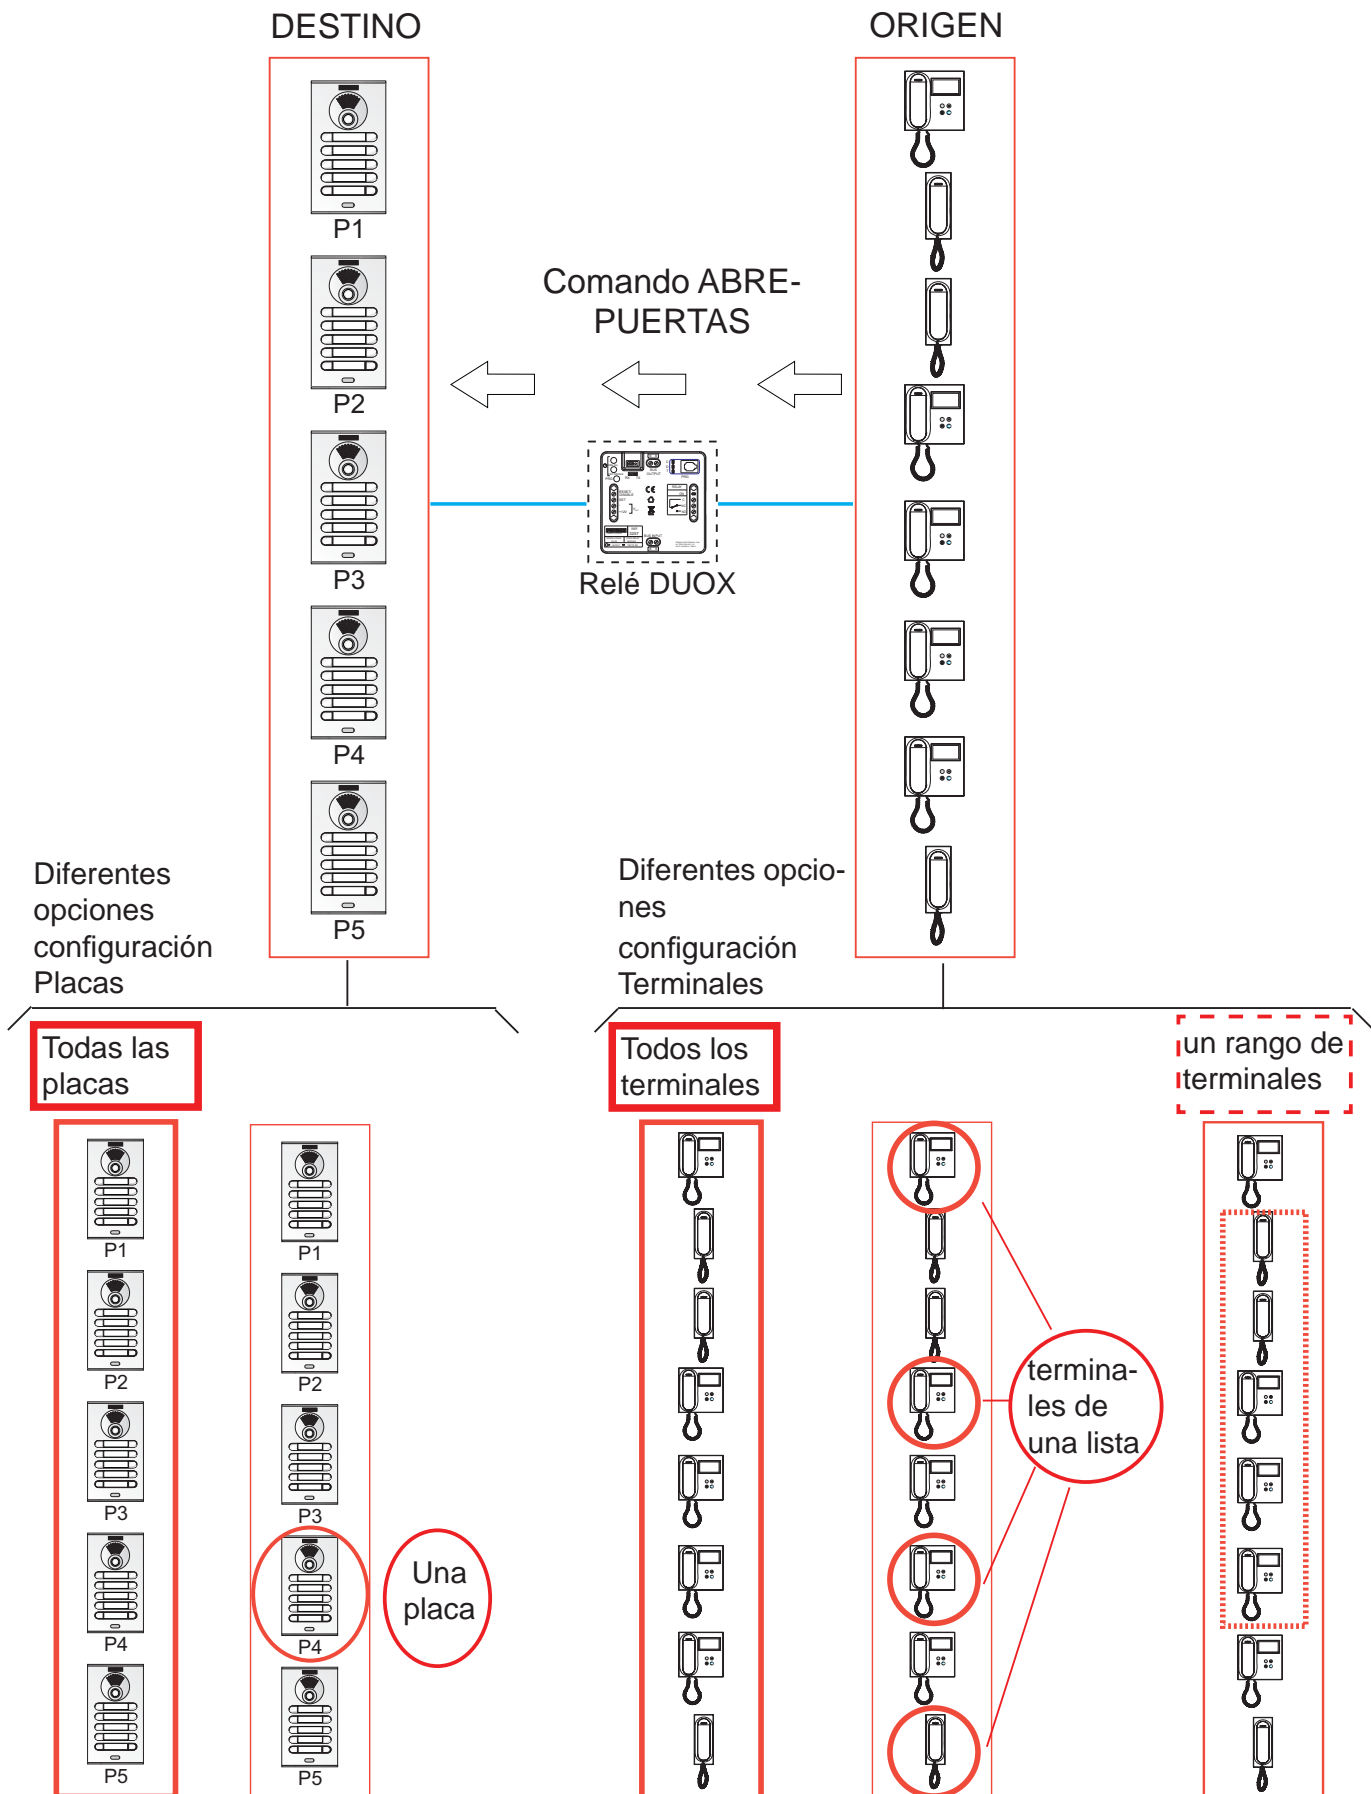 DESTINO
ORIGEN
P1
P2
P3
P4
P5
Comando ABRE-
PUERTAS
Relé DUOX
Diferentes
opciones
configuración
Placas
Diferentes opcio-
nes
configuración
Terminales
Todas las
placas
Todos los
terminales
un rango de
terminales
P1
P2
P3
P4
P5
P1
P2
P3
P4
P5
Una
placa
termina-
les de
una lista